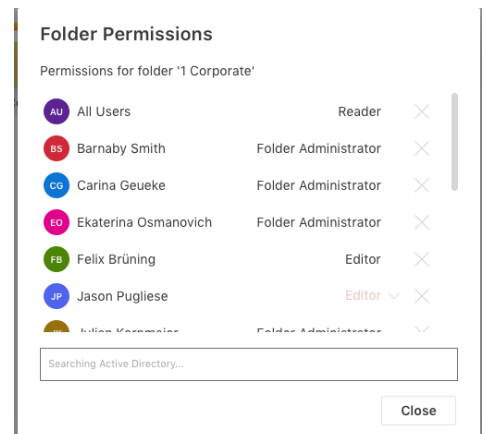 Folder Permissions
Permissions for folder '1 Corporate'
AU All Users Reader
BS Barnaby Smith Folder Administrator
CG Carina Geueke Folder Administrator
EO Ekaterina Osmanovich Folder Administrator
FB Felix Brüning Editor
JP Jason Pugliese Editor
Folder Administrator
Searching Active Directory...
Close